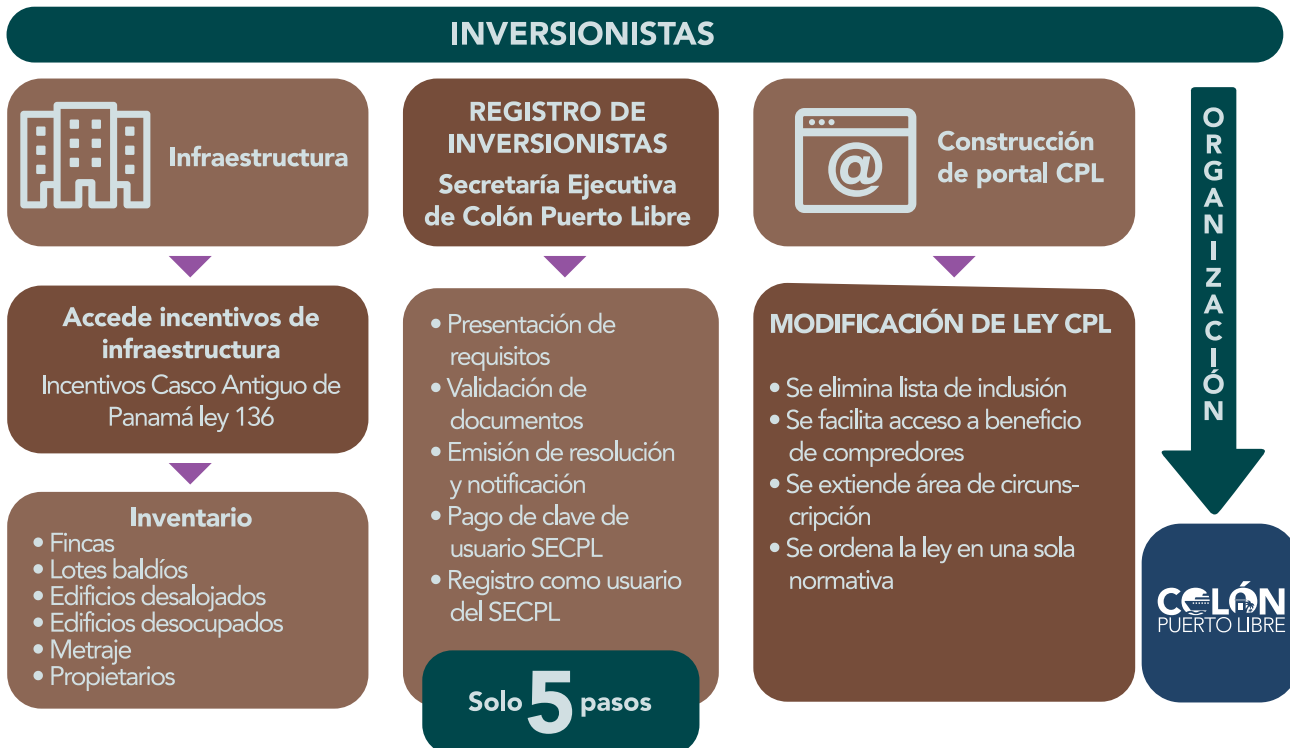 INVERSIONISTAS
Infraestructura
Accede incentivos de
infraestructura
Incentivos Casco Antiguo de
Panamá ley 136
Inventario
• Fincas
• Lotes baldíos
• Edificios desalojados
• Edificios desocupados
• Metraje
• Propietarios
REGISTRO DE
INVERSIONISTAS
Secretaría Ejecutiva
de Colón Puerto Libre
• Presentación de
requisitos
• Validación de
documentos
• Emisión de resolución
y notificación
• Pago de clave de
usuario SECPL
• Registro como usuario
del SECPL
Solo 5 pasos
@
Construcción
de portal CPL
MODIFICACIÓN DE LEY CPL
• Se elimina lista de inclusión
• Se facilita acceso a beneficio
de compredores
• Se extiende área de circuns-
cripción
• Se ordena la ley en una sola
normativa
ORGANIZACIÓN
COLÓN
PUERTO LIBRE